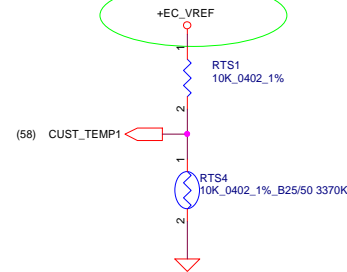 +EC_VREF
1
RTS1
10K_0402_1%
2
(58) CUST_TEMP1
1
RTS4
10K_0402_1%_B25/50 3370K
2